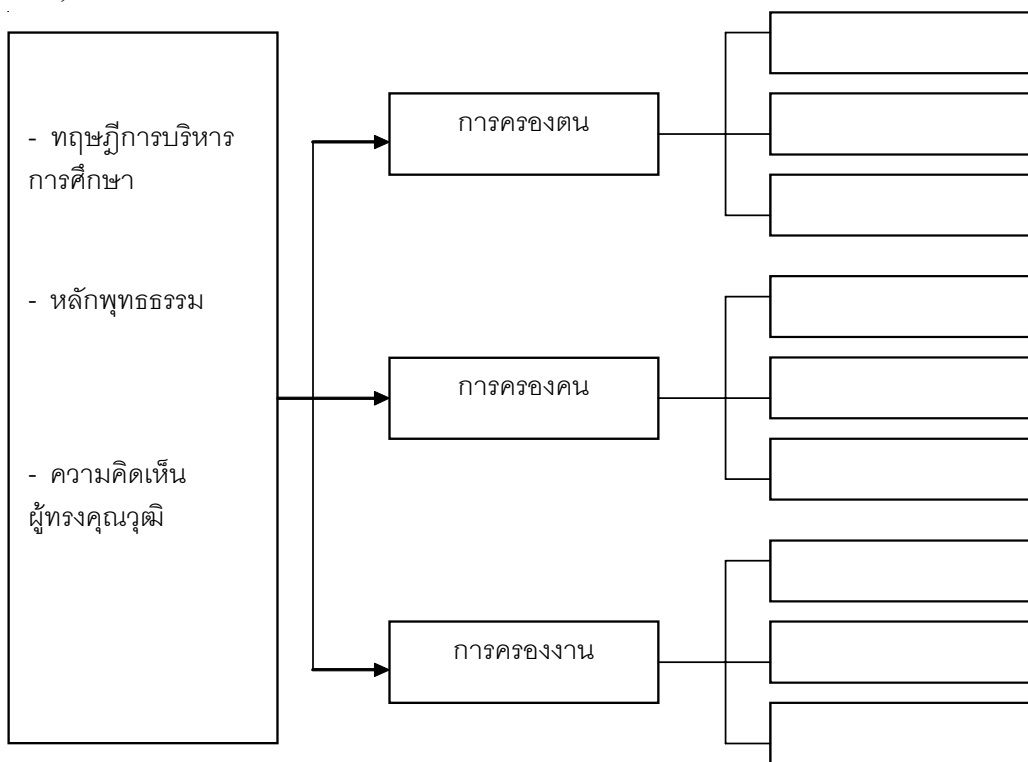 - ทฤษฎีการบริหาร
การศึกษา
- หลักพุทธธรรม
- ความคิดเห็น
ผู้ทรงคุณวุฒิ
การครองตน
การครองคน
การครองงาน